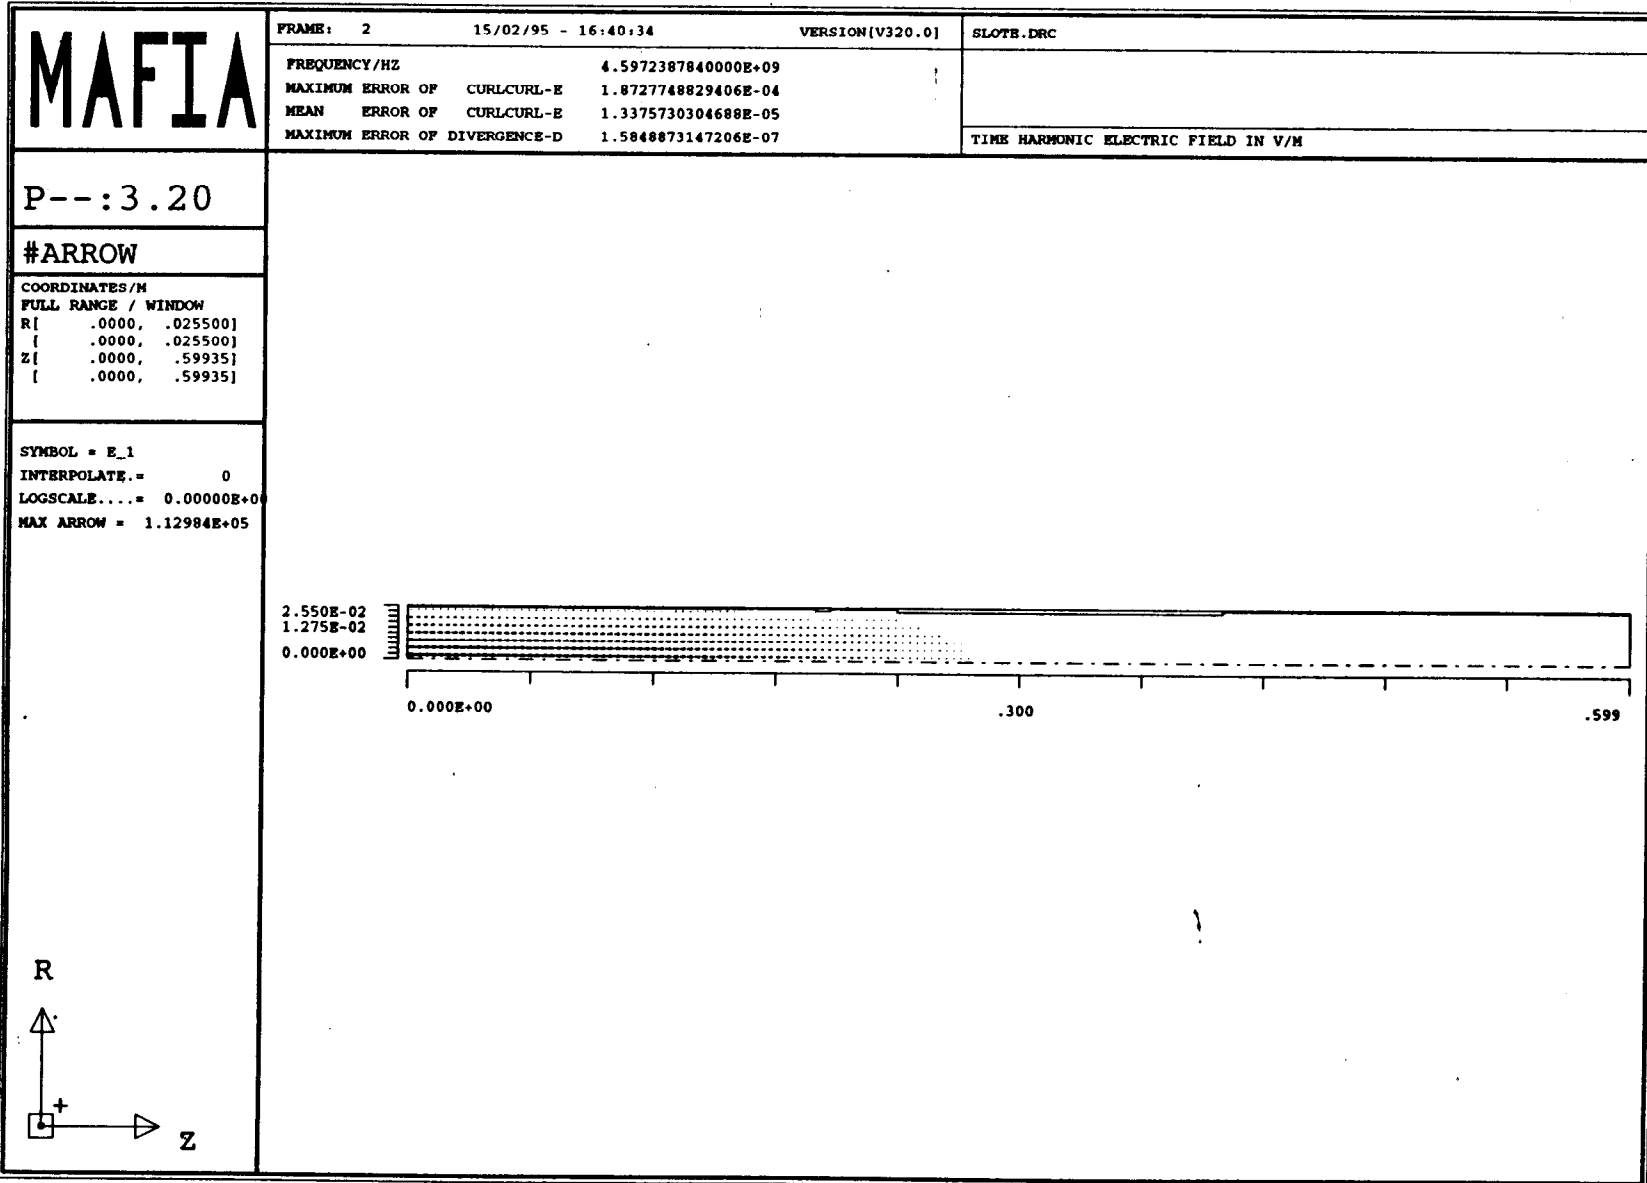 MAFIA
FRAME: 2 15/02/95 - 16:40:34 VERSION[V320.0] SLOTB.DRC
FREQUENCY/HZ 4.5972387840000E+09
MAXIMUM ERROR OF CURLCURL-E 1.8727748829406E-04
MEAN ERROR OF CURLCURL-E 1.3375730304688E-05
MAXIMUM ERROR OF DIVERGENCE-D 1.5848873147206E-07
TIME HARMONIC ELECTRIC FIELD IN V/M
P--:3.20
#ARROW
COORDINATES/M
FULL RANGE / WINDOW
R[ .0000, .025500]
[ .0000, .025500]
Z[ .0000, .59935]
[ .0000, .59935]
SYMBOL = E_1
INTERPOLATE.= 0
LOGSCALE....= 0.00000E+0
MAX ARROW = 1.12984E+05
2.550E-02
1.275E-02
0.000E+00
0.000E+00 .300 .599
R
+
Z